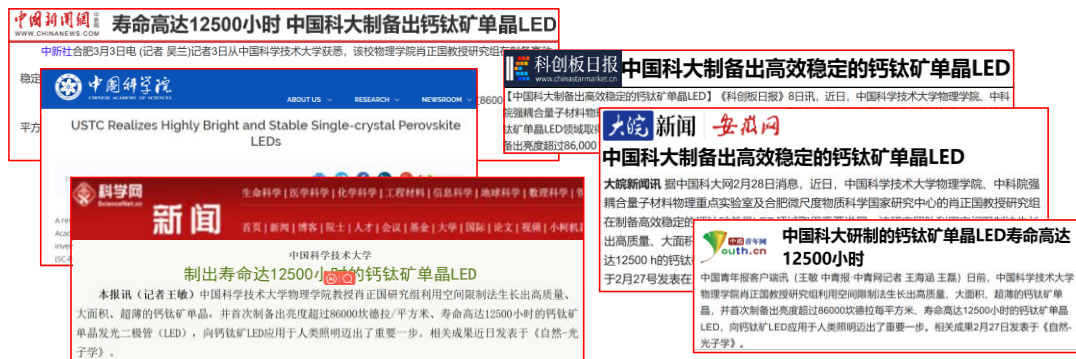 中国新闻網
WWW.CHINANEWS.COM
寿命高达12500小时 中国科大制备出钙钛矿单晶LED
中新社合肥3月3日电 (记者 吴兰)记者3日从中国科学技术大学获悉，该校物理学院肖正国教授研究组在制备高效
稳定
平方
中国科学院
CHINESE ACADEMY OF SCIENCES
ABOUT US
RESEARCH
NEWSROOM
USTC Realizes Highly Bright and Stable Single-crystal Perovskite
LEDs
科学网
ScienceNet.cn
新闻
生命科学 | 医学科学 | 化学科学 | 工程材料 | 信息科学 | 地球科学 | 数理科学 |
首页 | 新闻 | 博客 | 院士 | 人才 | 会议 | 基金 | 大学 | 国际 | 论文 | 视频 | 小柯机
中国科学技术大学
制出寿命达12500小时的钙钛矿单晶LED
本报讯（记者王敏）中国科学技术大学物理学院教授肖正国研究组利用空间限制法生长出高质量、
大面积、超薄的钙钛矿单晶，并首次制备出亮度超过86000坎德拉/平方米、寿命高达12500小时的钙钛矿
单晶发光二极管（LED），向钙钛矿LED应用于人类照明迈出了重要一步。相关成果近日发表于《自然-光
子学》。
科创板日报
www.chinastarmarket.cn
中国科大制备出高效稳定的钙钛矿单晶LED
【中国科大制备出高效稳定的钙钛矿单晶LED】《科创板日报》8日讯，近日，中国科学技术大学物理学院、中科
院强耦合量子材料物
钛矿单晶LED领域取
备出亮度超过86,000
大皖新闻
安徽网
中国科大制备出高效稳定的钙钛矿单晶LED
大皖新闻讯 据中国科大网2月28日消息，近日，中国科学技术大学物理学院、中科院强
耦合量子材料物理重点实验室及合肥微尺度物质科学国家研究中心的肖正国教授研究组
在制备高效稳定的
出高质量、大面积
达12500 h的钙钛
于2月27号发表在
中国青年网
youth.cn
中国科大研制的钙钛矿单晶LED寿命高达
12500小时
中国青年报客户端讯（王敏 中青报·中青网记者 王海涵 王磊）日前，中国科学技术大学
物理学院肖正国教授研究组利用空间限制法生长出高质量、大面积、超薄的钙钛矿单
晶，并首次制备出亮度超过86000坎德拉每平方米、寿命高达12500小时的钙钛矿单晶
LED，向钙钛矿LED应用于人类照明迈出了重要一步。相关成果2月27日发表于《自然-
光子学》。